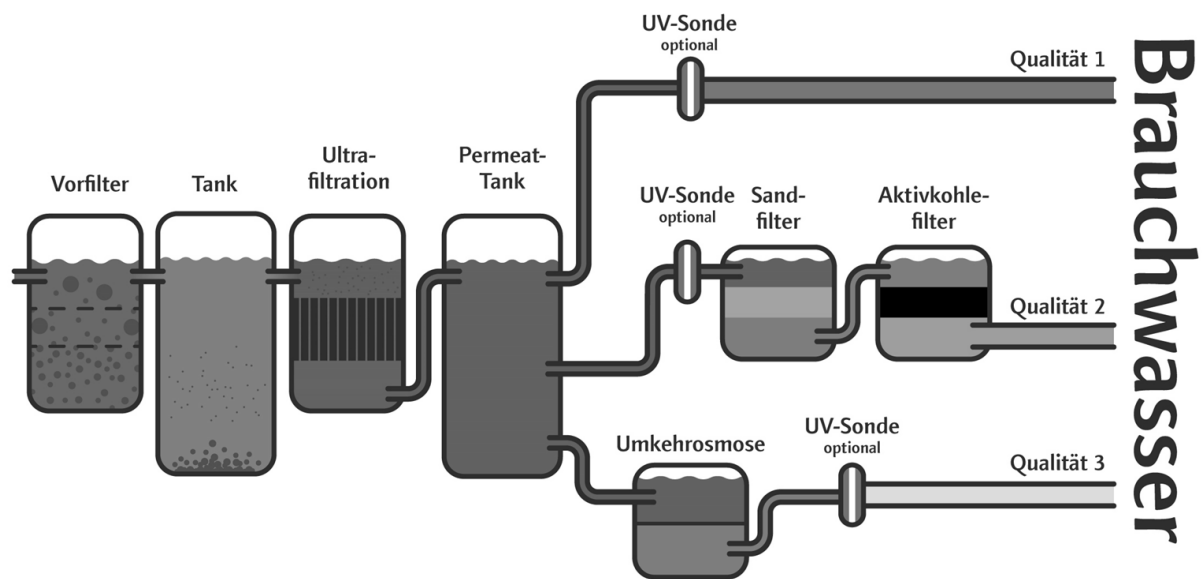 UV-Sonde
optional
Qualität 1
Vorfilter
Tank
Ultra-
filtration
Permeat-
Tank
UV-Sonde
optional
Sand-
filter
Aktivkohle-
filter
Qualität 2
Umkehrosmose
UV-Sonde
optional
Qualität 3
Brauchwasser